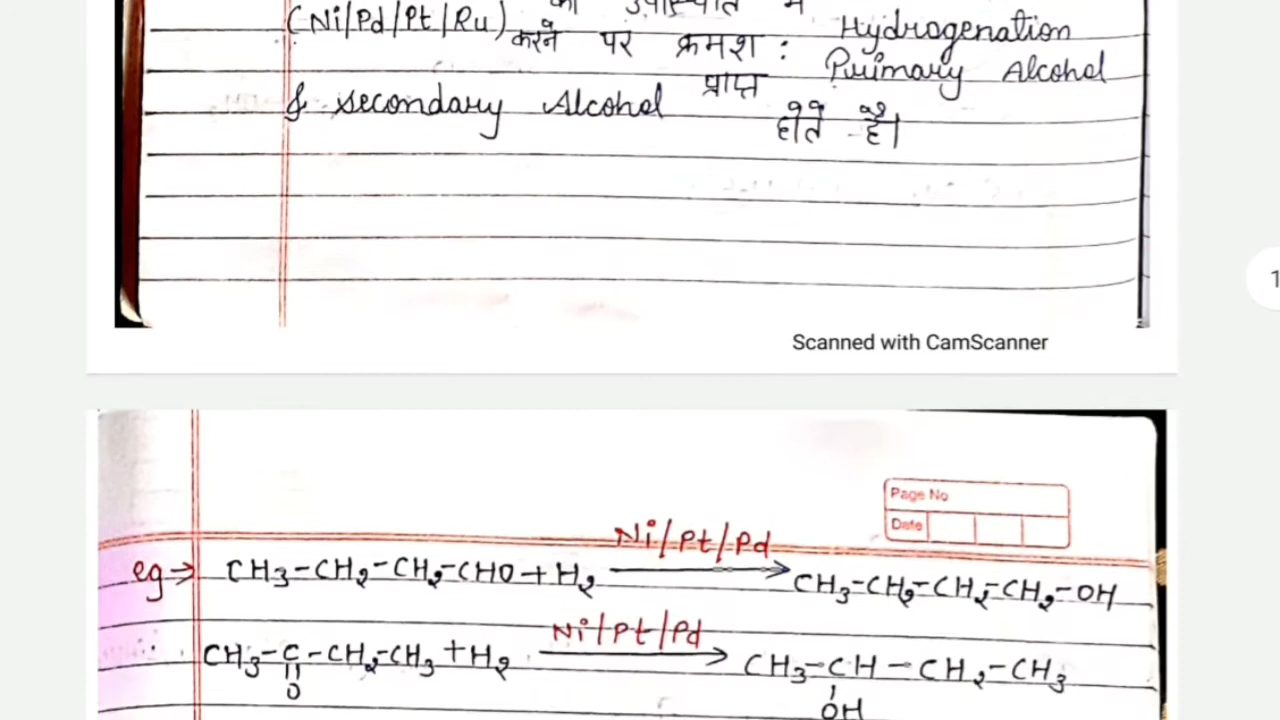 (Ni/Pd/Pt/Ru) की उपस्थिति में Hydrogenation
करने पर क्रमश: Primary Alcohol
& secondary Alcohol प्राप्त होते है।
Scanned with CamScanner
1
Page No
Date
Ni/Pt/Pd
eg→ CH3-CH2-CH2-CHO+H2 ⟶ CH3-CH2-CH2-CH2-OH
Ni/Pt/Pd
CH3-C-CH2-CH3+H2 ⟶ CH3-CH-CH2-CH3
O OH